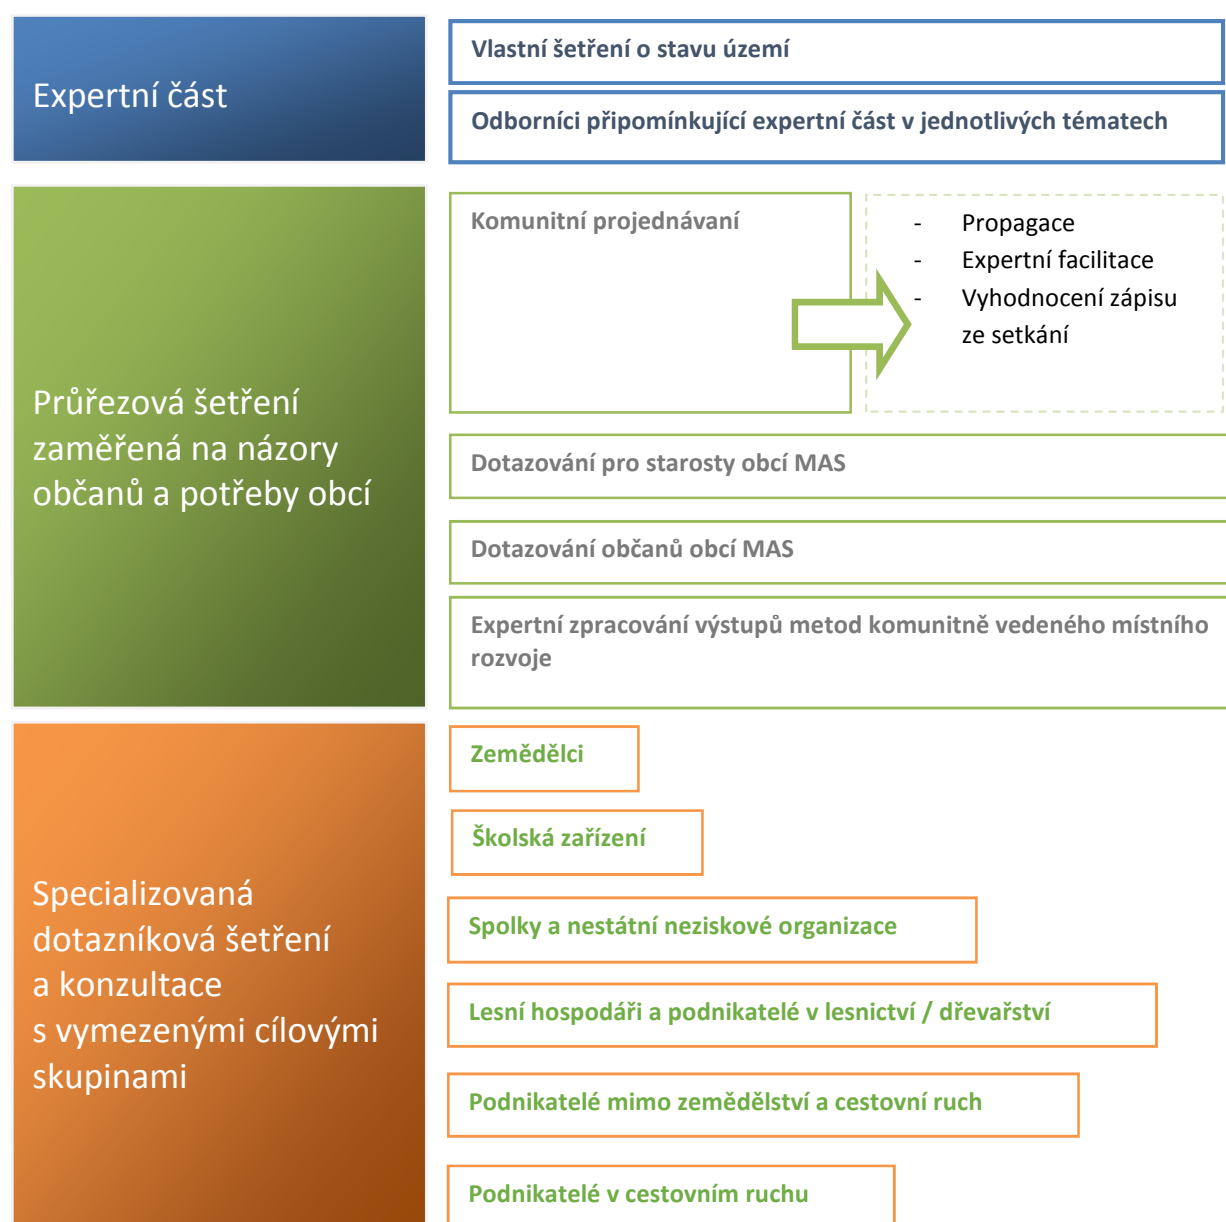 Expertní část
Vlastní šetření o stavu území
Odborníci připomínkující expertní část v jednotlivých tématech
Průřezová šetření
zaměřená na názory
občanů a potřeby obcí
Komunitní projednávaní
- Propagace
- Expertní facilitace
- Vyhodnocení zápisu
ze setkání
Dotazování pro starosty obcí MAS
Dotazování občanů obcí MAS
Expertní zpracování výstupů metod komunitně vedeného místního
rozvoje
Specializovaná
dotazníková šetření
a konzultace
s vymezenými cílovými
skupinami
Zemědělci
Školská zařízení
Spolky a nestátní neziskové organizace
Lesní hospodáři a podnikatelé v lesnictví / dřevařství
Podnikatelé mimo zemědělství a cestovní ruch
Podnikatelé v cestovním ruchu